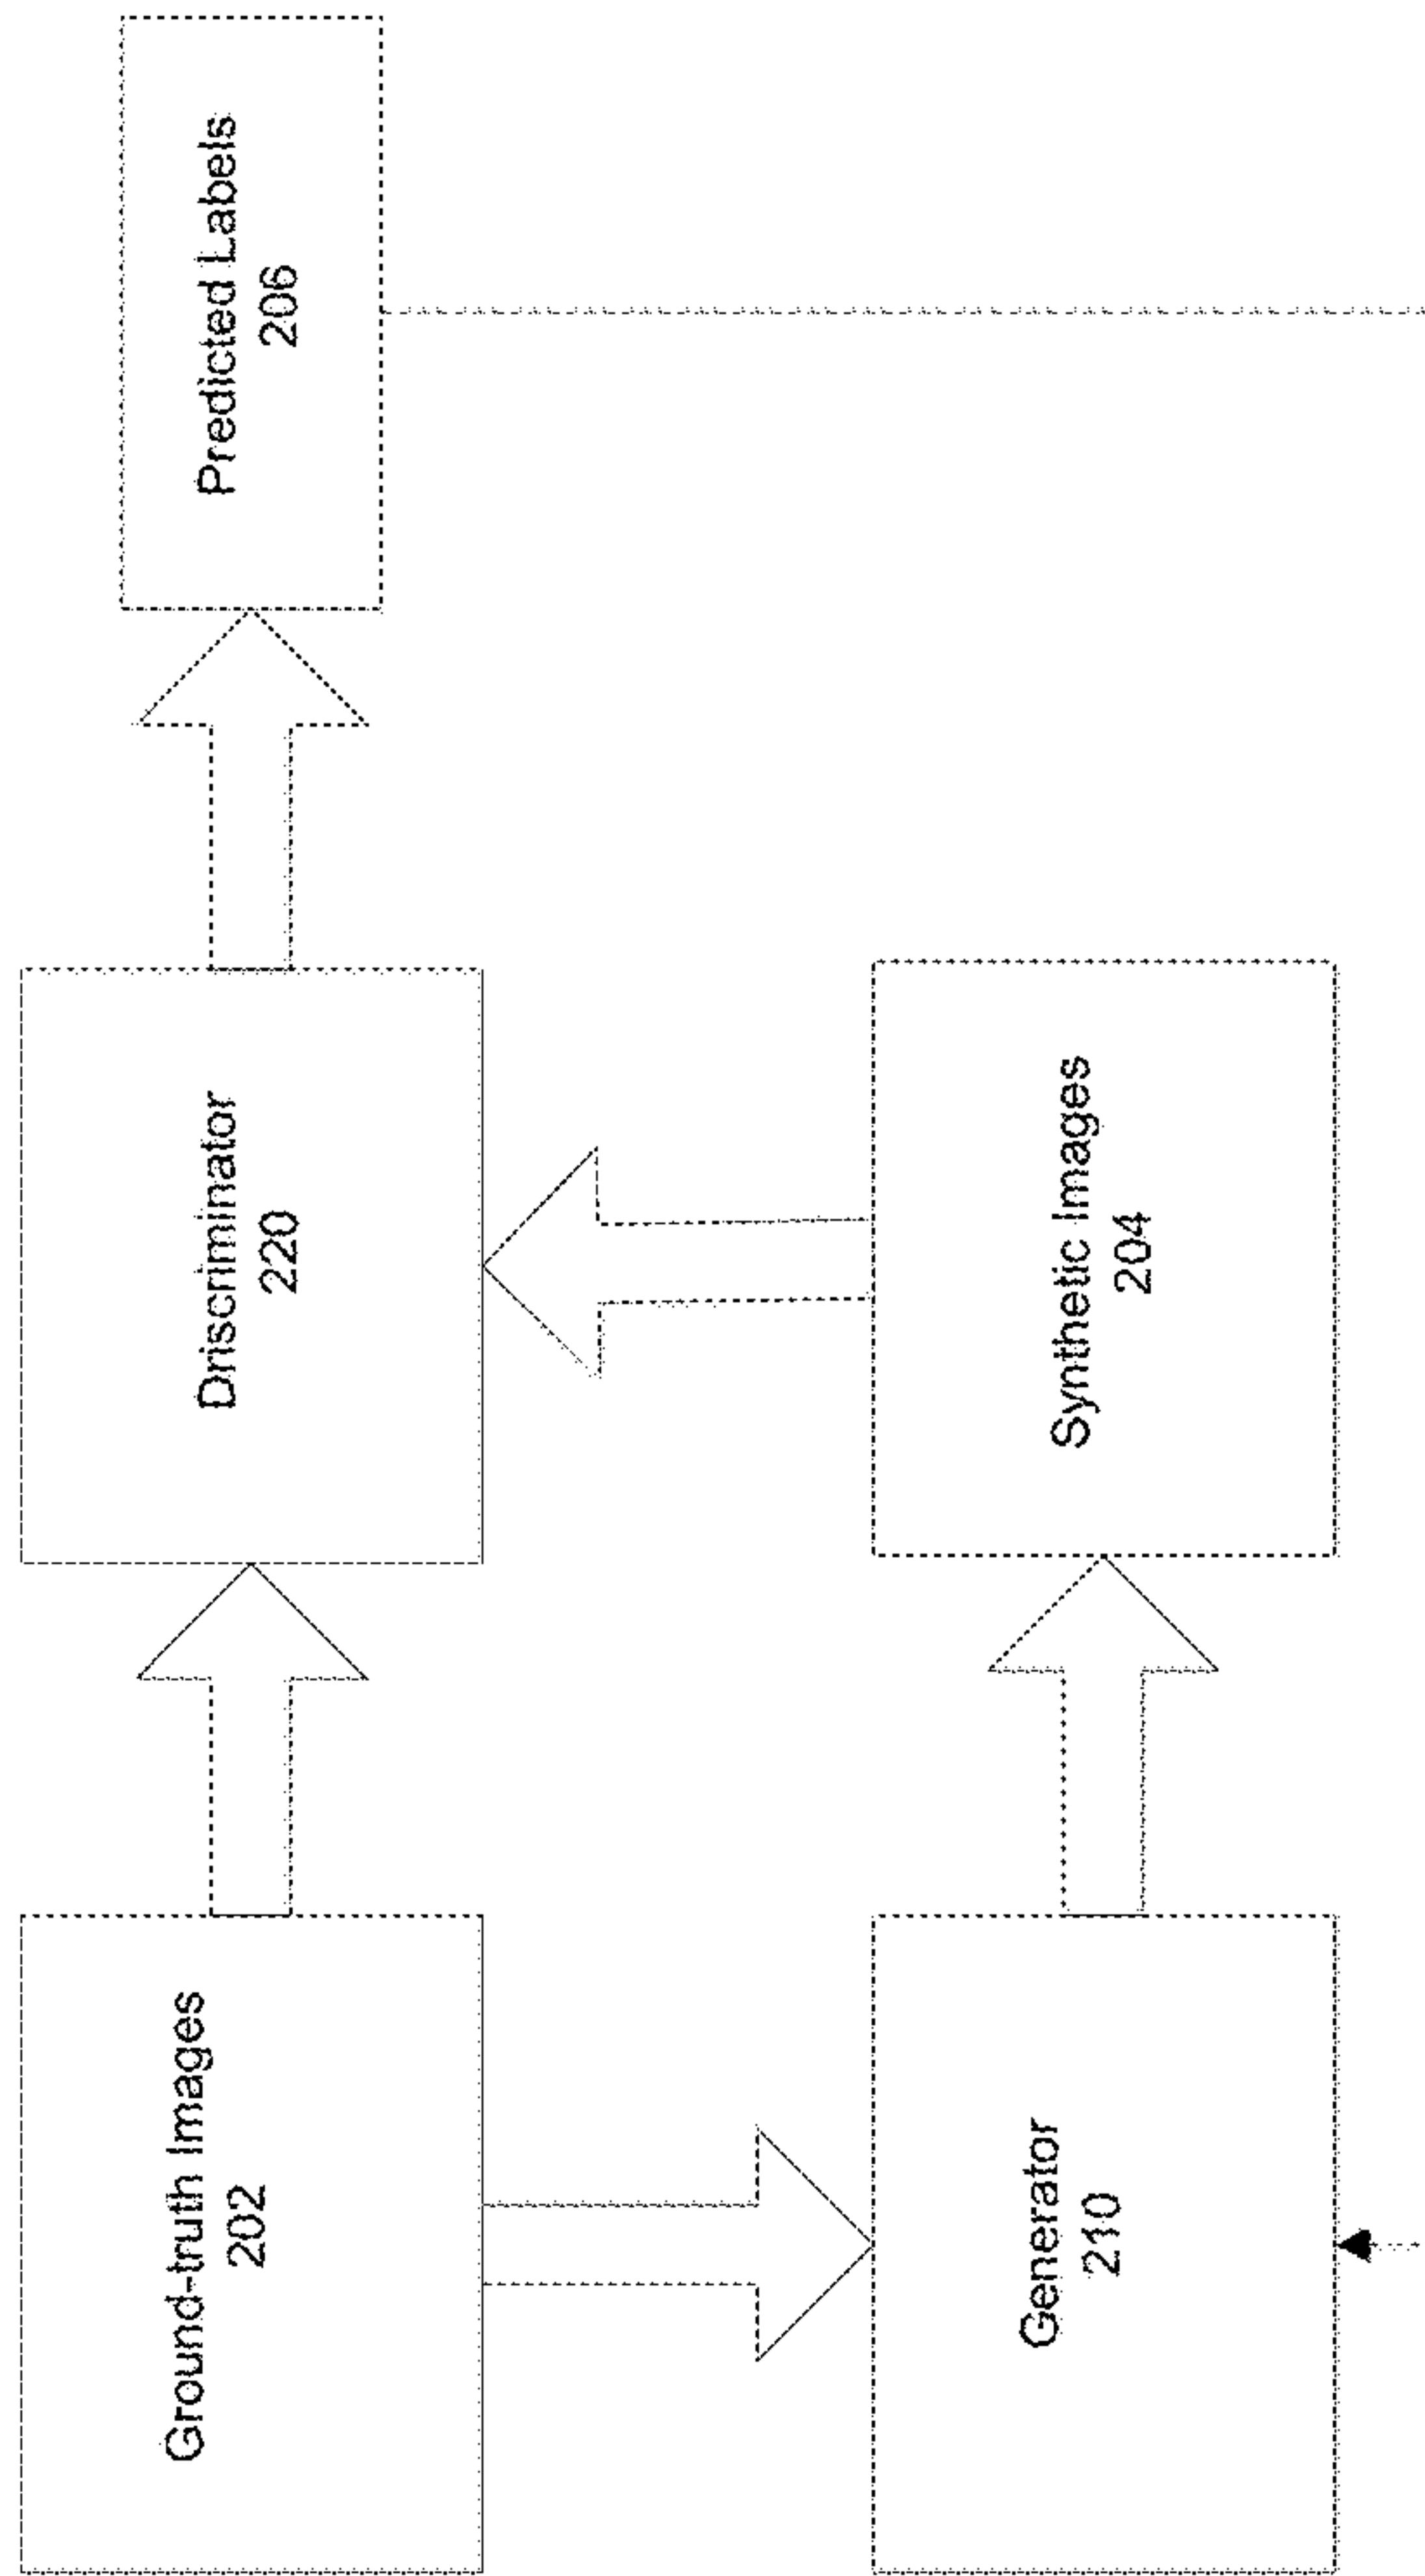 Ground-truth Images
202
Driscriminator
220
Predicted Labels
206
Generator
210
Synthetic Images
204